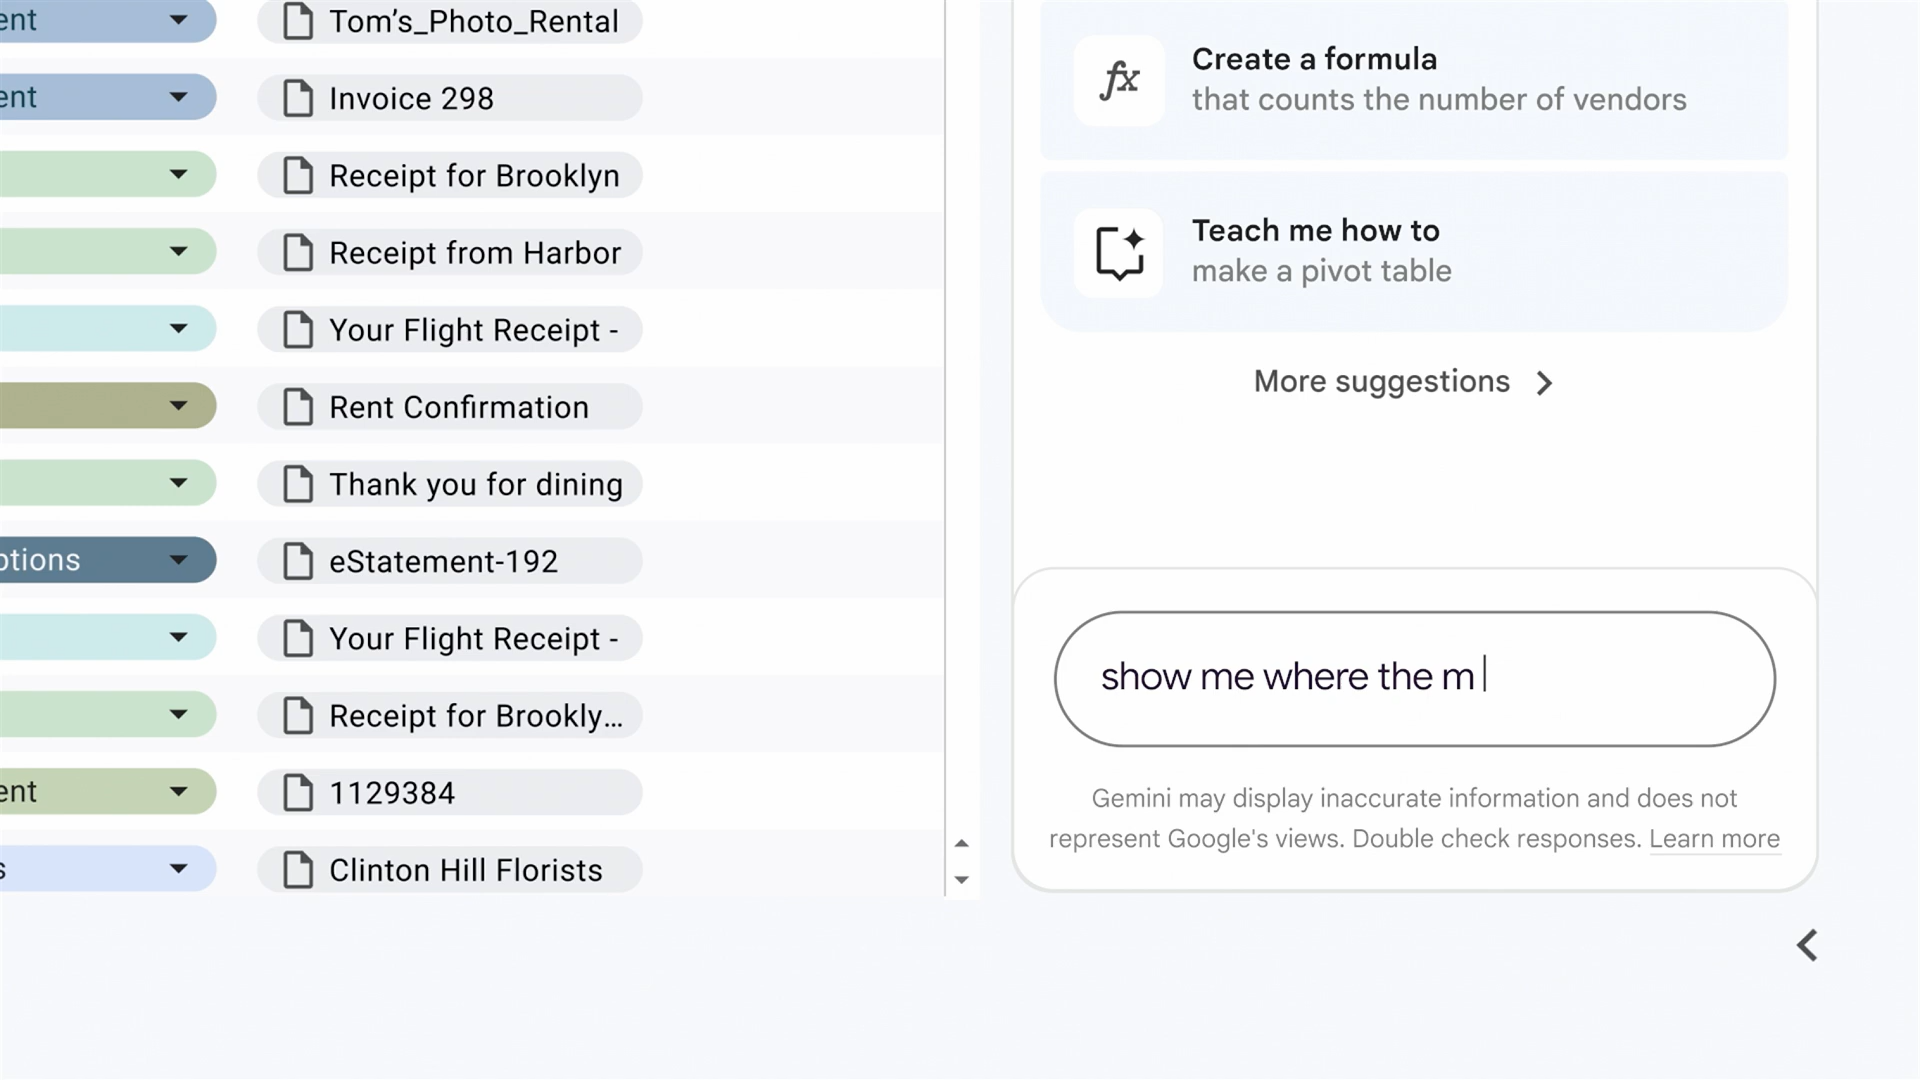 ent
Tom’s_Photo_Rental
ent
Invoice 298
Receipt for Brooklyn
Receipt from Harbor
Your Flight Receipt -
Rent Confirmation
Thank you for dining
ptions
eStatement-192
Your Flight Receipt -
Receipt for Brookly...
ent
1129384
s
Clinton Hill Florists
fx
Create a formula
that counts the number of vendors
Teach me how to
make a pivot table
More suggestions
show me where the m
Gemini may display inaccurate information and does not
represent Google's views. Double check responses. Learn more